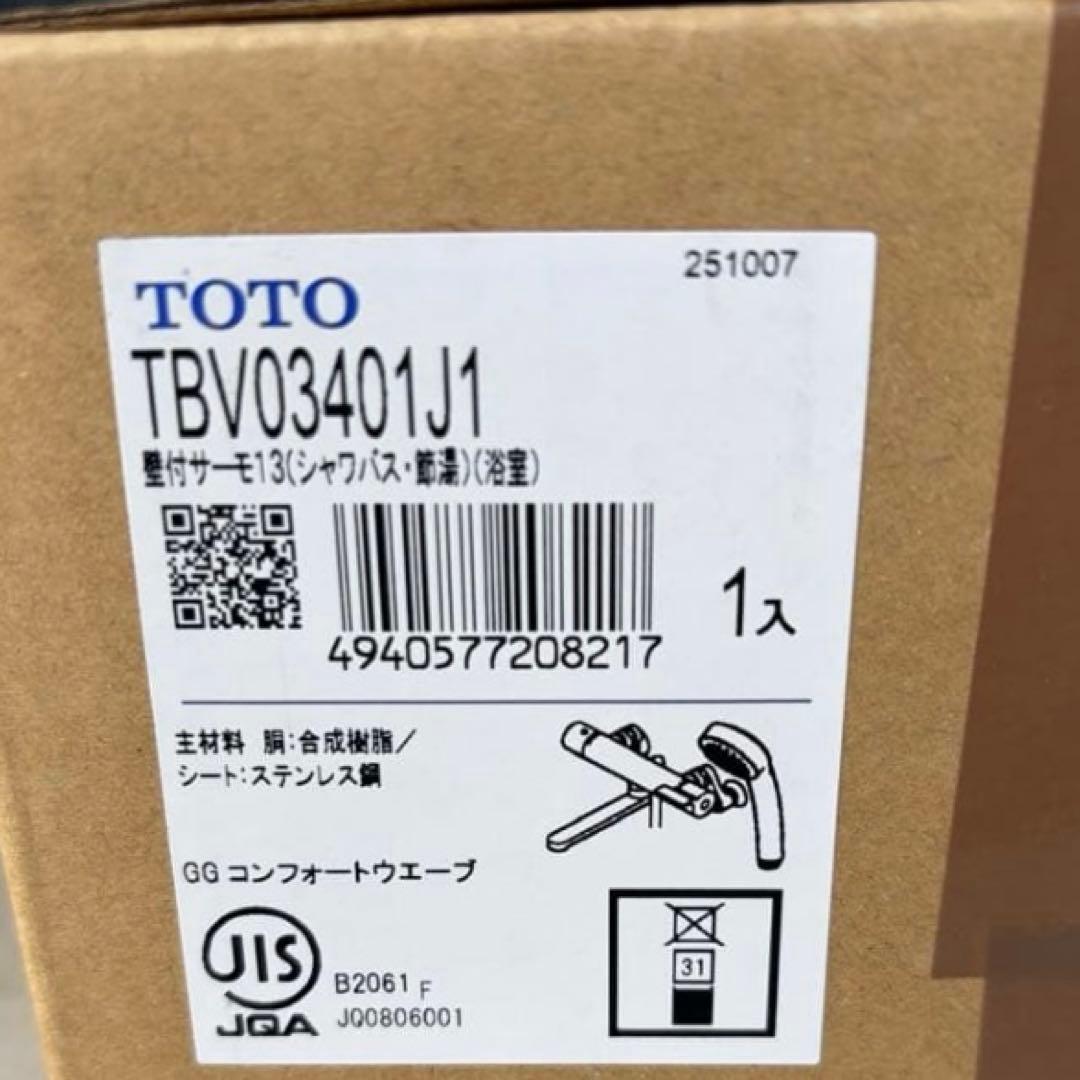 251007
TOTO
TBV03401J1
壁付サーモ13(シャワバス・節湯)(浴室)
1入
4940577208217
主材料 胴:合成樹脂/
シート:ステンレス鋼
GG コンフォートウエーブ
JIS
B2061 F
JQA
JQ0806001
31